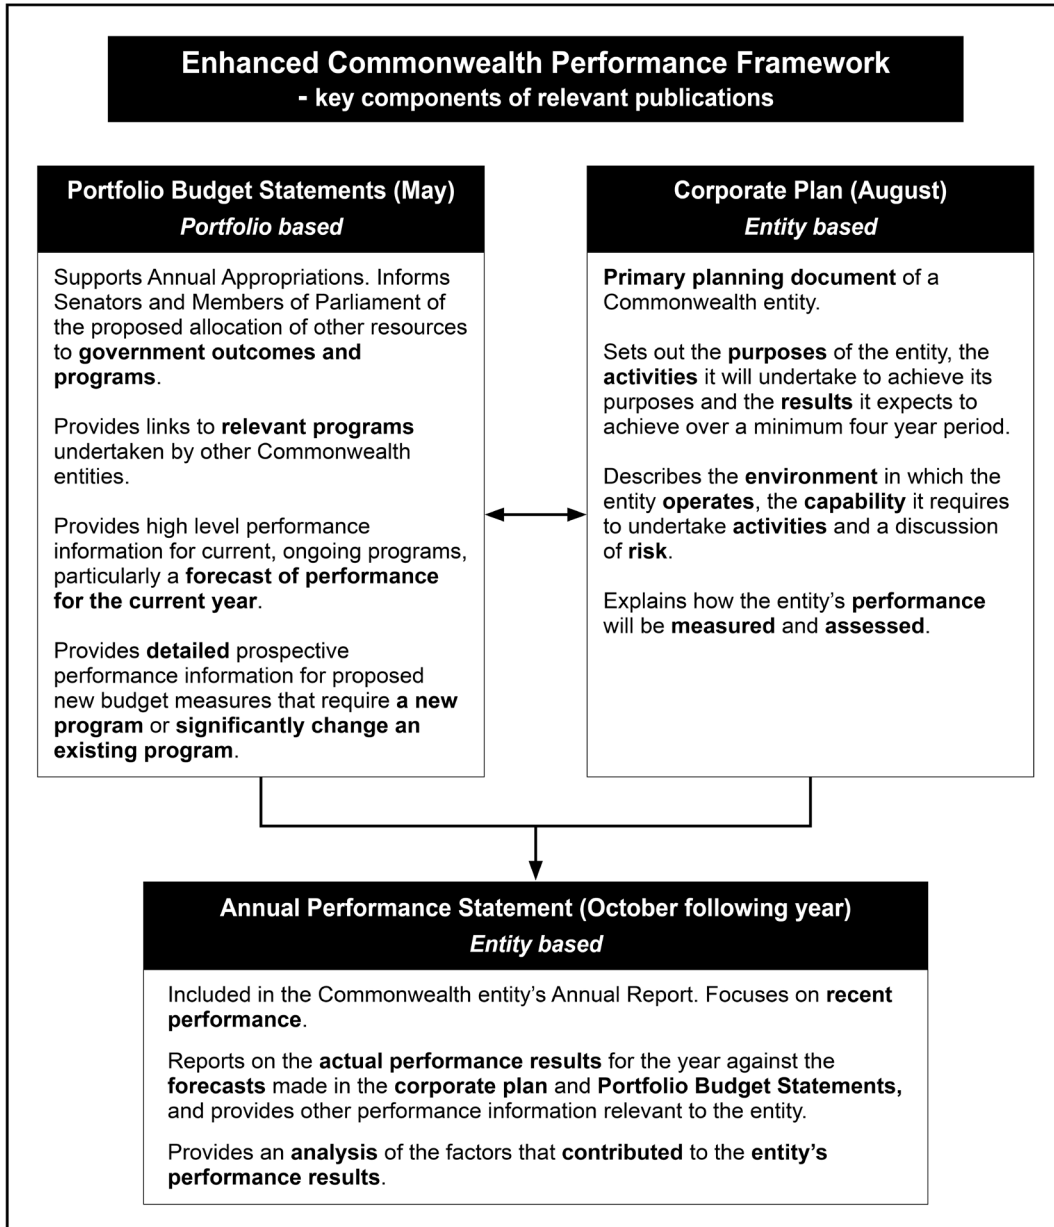 Enhanced Commonwealth Performance Framework
- key components of relevant publications
Portfolio Budget Statements (May)
Portfolio based
Supports Annual Appropriations. Informs
Senators and Members of Parliament of
the proposed allocation of other resources
to government outcomes and
programs.
Provides links to relevant programs
undertaken by other Commonwealth
entities.
Provides high level performance
information for current, ongoing programs,
particularly a forecast of performance
for the current year.
Provides detailed prospective
performance information for proposed
new budget measures that require a new
program or significantly change an
existing program.
Corporate Plan (August)
Entity based
Primary planning document of a
Commonwealth entity.
Sets out the purposes of the entity, the
activities it will undertake to achieve its
purposes and the results it expects to
achieve over a minimum four year period.
Describes the environment in which the
entity operates, the capability it requires
to undertake activities and a discussion
of risk.
Explains how the entity’s performance
will be measured and assessed.
Annual Performance Statement (October following year)
Entity based
Included in the Commonwealth entity’s Annual Report. Focuses on recent
performance.
Reports on the actual performance results for the year against the
forecasts made in the corporate plan and Portfolio Budget Statements,
and provides other performance information relevant to the entity.
Provides an analysis of the factors that contributed to the entity’s
performance results.